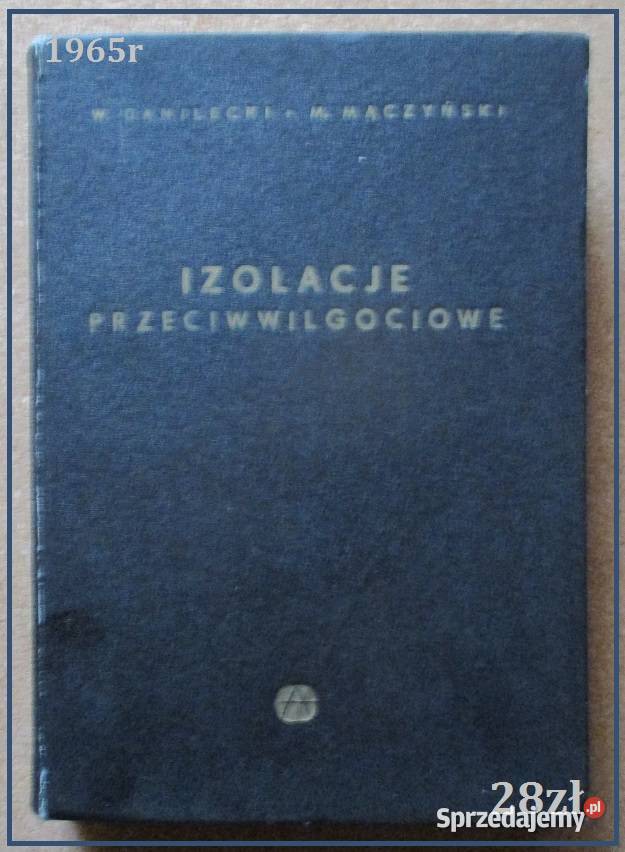 1965r
W. DANILECKI • M. MĄCZYŃSKI
IZOLACJE
PRZECIWWILGOCIOWE
28zł
Sprzedajemy.pl